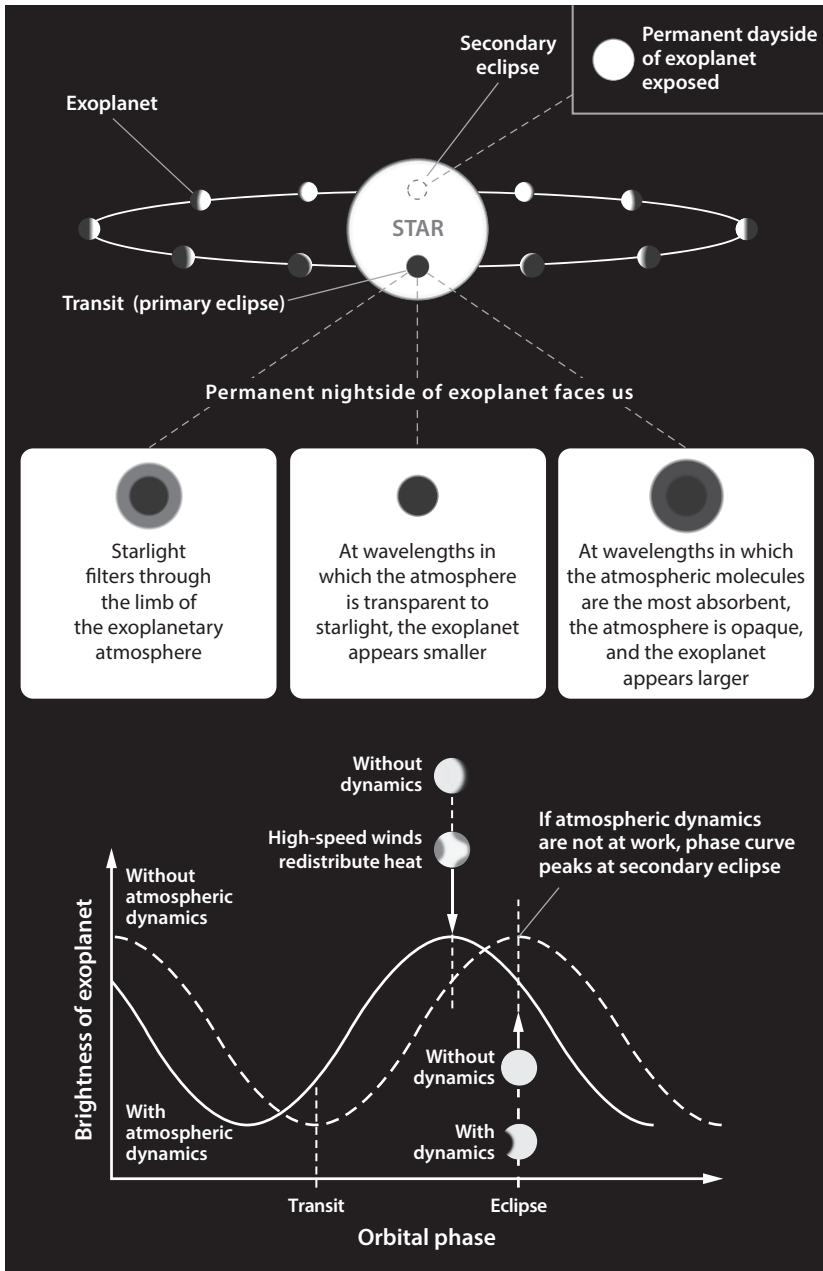 Permanent dayside
of exoplanet
exposed
Secondary
eclipse
Exoplanet
STAR
Transit (primary eclipse)
Permanent nightside of exoplanet faces us
Starlight
filters through
the limb of
the exoplanetary
atmosphere
At wavelengths in
which the atmosphere
is transparent to
starlight, the exoplanet
appears smaller
At wavelengths in which
the atmospheric molecules
are the most absorbent,
the atmosphere is opaque,
and the exoplanet
appears larger
Without
dynamics
High-speed winds
redistribute heat
If atmospheric dynamics
are not at work, phase curve
peaks at secondary eclipse
Without
atmospheric
dynamics
Brightness of exoplanet
Without
dynamics
With
atmospheric
dynamics
With
dynamics
Transit
Eclipse
Orbital phase